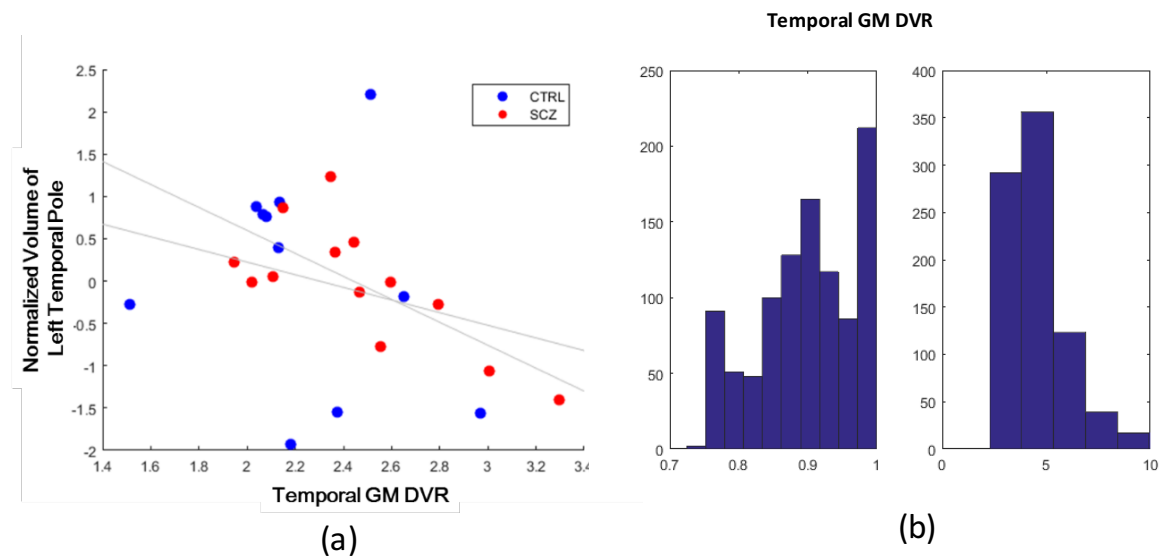 Temporal GM DVR
2.5
2
1.5
1
0.5
0
-0.5
-1
-1.5
-2
Normalized Volume of
Left Temporal Pole
CTRL
SCZ
1.4 1.6 1.8 2 2.2 2.4 2.6 2.8 3 3.2 3.4
Temporal GM DVR
(a)
250
200
150
100
50
0
0.7 0.8 0.9 1
400
350
300
250
200
150
100
50
0
0 5 10
(b)